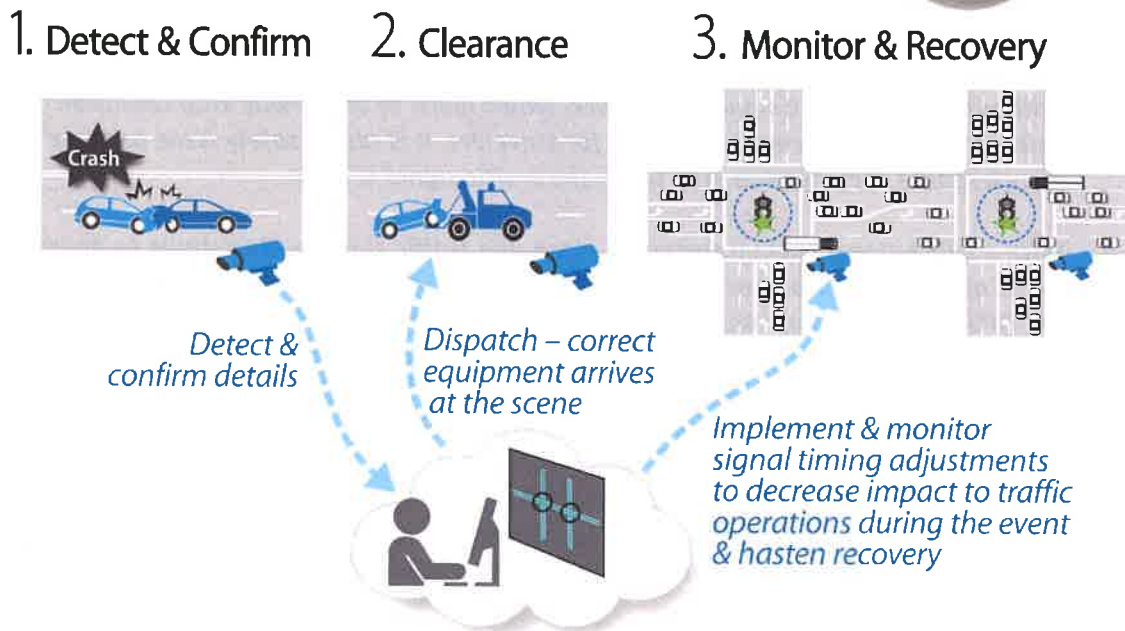 1. Detect & Confirm
2. Clearance
3. Monitor & Recovery
Crash
Detect &
confirm details
Dispatch – correct
equipment arrives
at the scene
Implement & monitor
signal timing adjustments
to decrease impact to traffic
operations during the event
& hasten recovery